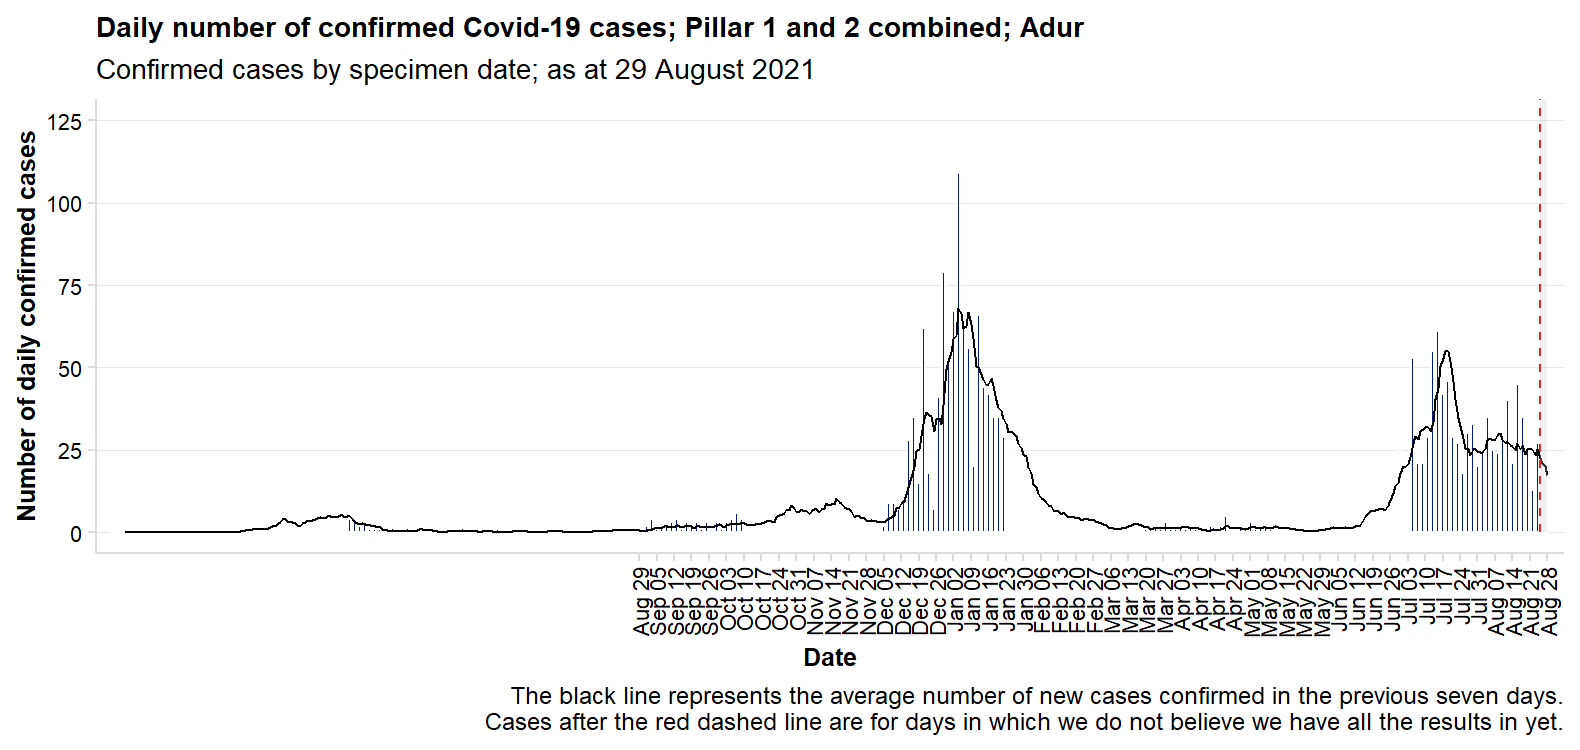 Daily number of confirmed Covid-19 cases; Pillar 1 and 2 combined; Adur
Confirmed cases by specimen date; as at 29 August 2021
Number of daily confirmed cases
125
100
75
50
25
0
Aug 29
Sep 05
Sep 12
Sep 19
Sep 26
Oct 03
Oct 10
Oct 17
Oct 24
Oct 31
Nov 07
Nov 14
Nov 21
Nov 28
Dec 05
Dec 12
Dec 19
Dec 26
Jan 02
Jan 09
Jan 16
Jan 23
Jan 30
Feb 06
Feb 13
Feb 20
Feb 27
Mar 06
Mar 13
Mar 20
Mar 27
Apr 03
Apr 10
Apr 17
Apr 24
May 01
May 08
May 15
May 22
May 29
Jun 05
Jun 12
Jun 19
Jun 26
Jul 03
Jul 10
Jul 17
Jul 24
Jul 31
Aug 07
Aug 14
Aug 21
Aug 28
Date
The black line represents the average number of new cases confirmed in the previous seven days.
Cases after the red dashed line are for days in which we do not believe we have all the results in yet.